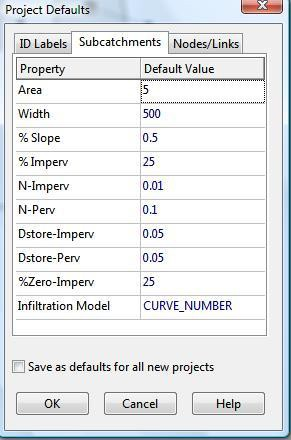 Project Defaults
ID Labels Subcatchments Nodes/Links
Property Default Value
Area 5
Width 500
% Slope 0.5
% Imperv 25
N-Imperv 0.01
N-Perv 0.1
Dstore-Imperv 0.05
Dstore-Perv 0.05
%Zero-Imperv 25
Infiltration Model CURVE_NUMBER
Save as defaults for all new projects
OK Cancel Help